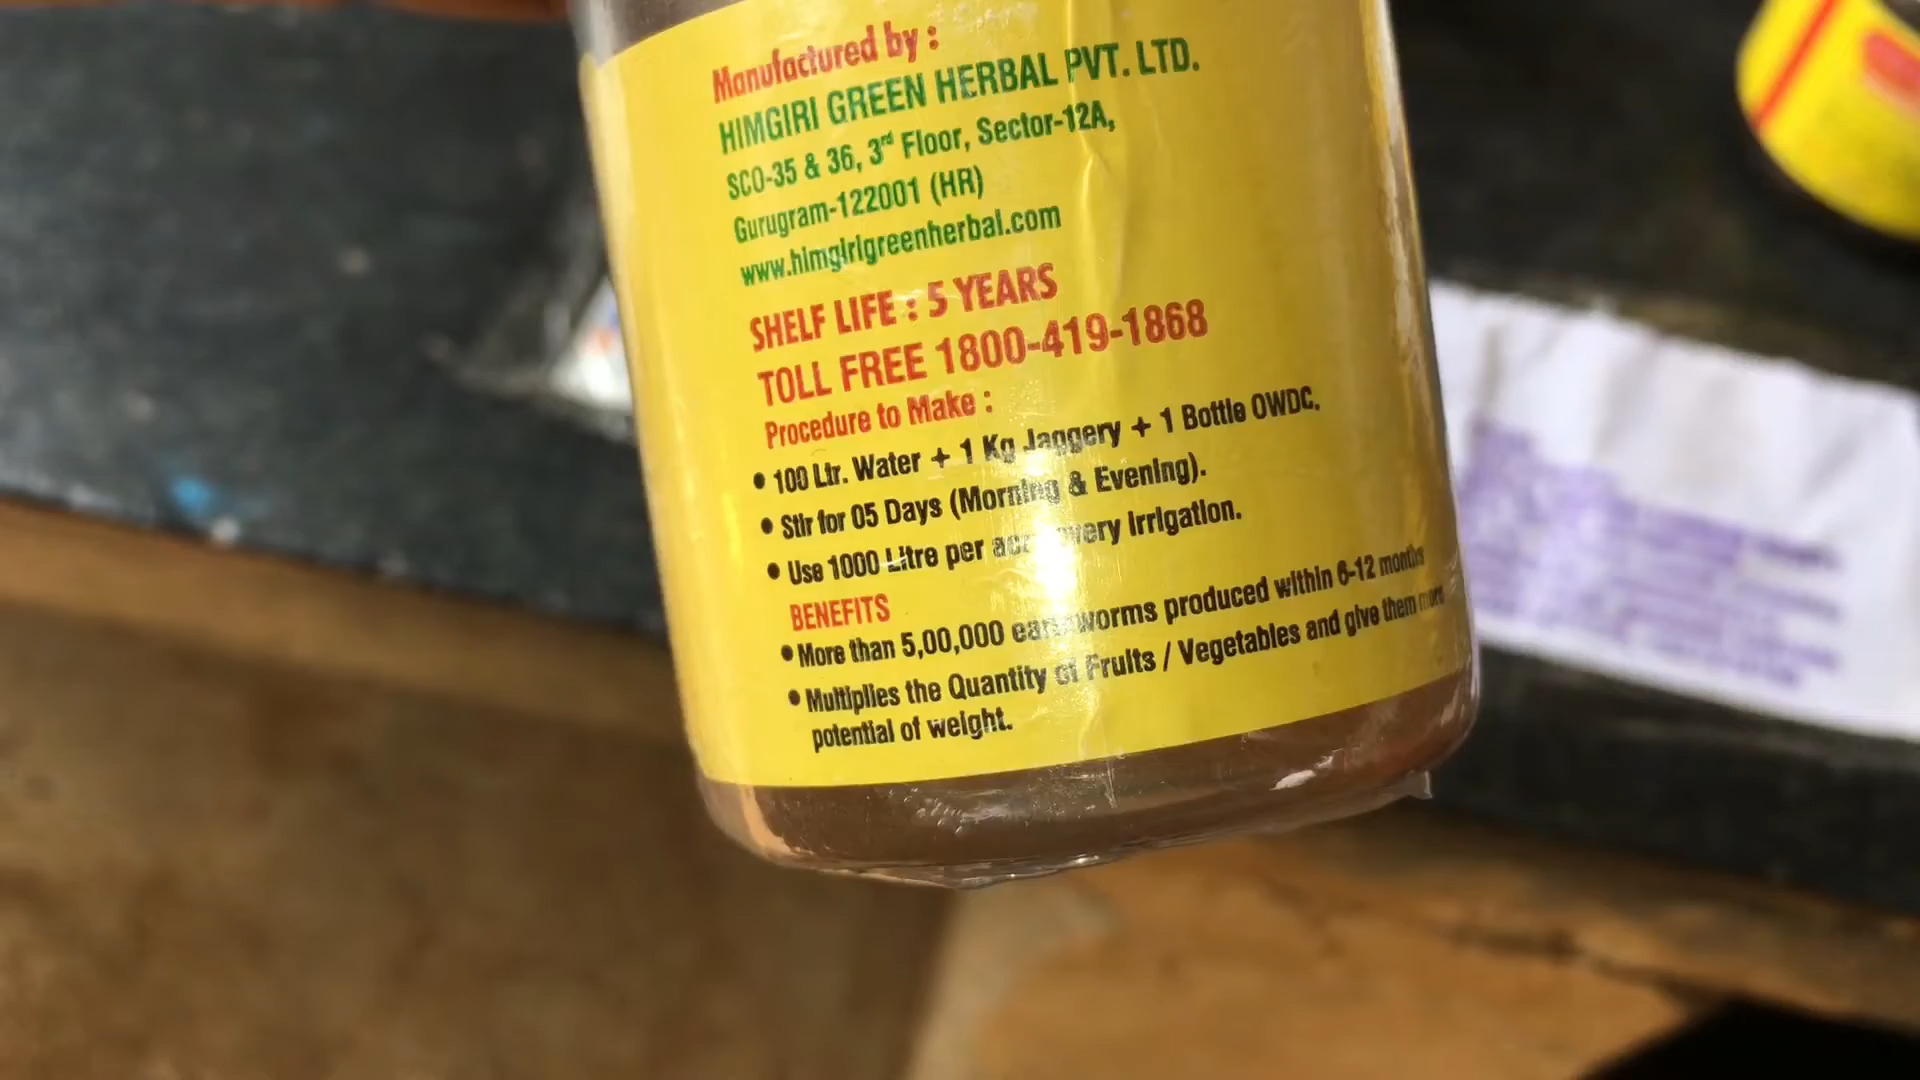 Manufactured by :
HIMGIRI GREEN HERBAL PVT. LTD.
SCO-35 & 36, 3rd Floor, Sector-12A,
Gurugram-122001 (HR)
www.himgirigreenherbal.com
SHELF LIFE : 5 YEARS
TOLL FREE 1800-419-1868
Procedure to Make :
• 100 Ltr. Water + 1 Kg Jaggery + 1 Bottle OWDC.
• Stir for 05 Days (Morning & Evening).
• Use 1000 Litre per irrigation.
BENEFITS
• More than 5,00,000 earthworms produced within 6-12 months
• Multiplies the Quantity of Fruits / Vegetables and give them more
potential of weight.